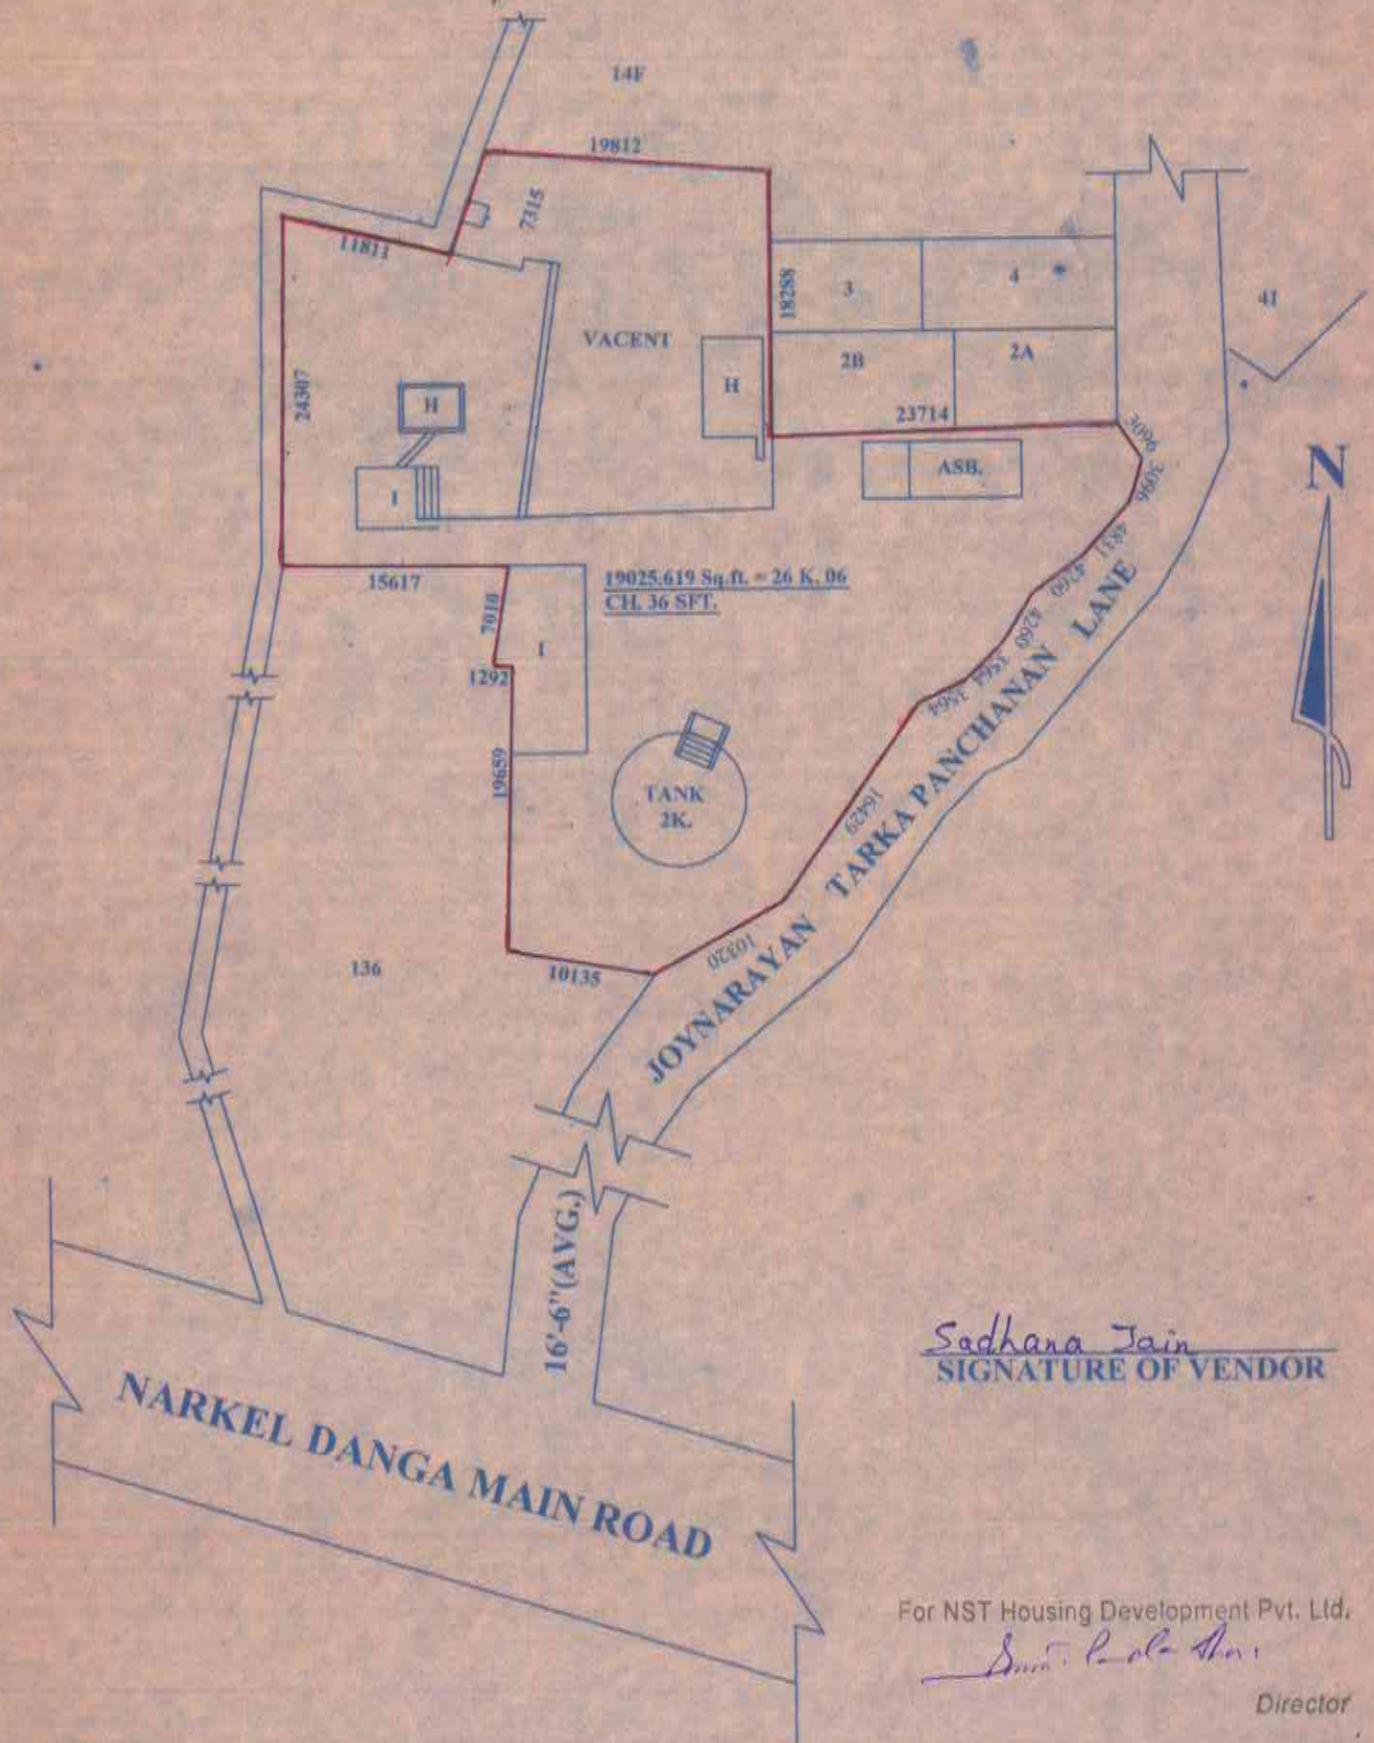 14F
19812
7315
11811
18288
3
4
41
VACENT
2B
2A
H
24307
H
23714
3096
N
ASB.
3096
I
4831
15617
19025.619 Sq.ft. = 26 K. 06
CH. 36 SFT.
4260
7010
4260
I
3564
1292
3564
19659
TANK
2K.
16429
136
10135
10320
JOYNARAYAN TARKA PANCHANAN LANE
16'-6"(AVG.)
Sadhana Jain
SIGNATURE OF VENDOR
NARKEL DANGA MAIN ROAD
For NST Housing Development Pvt. Ltd.
Director